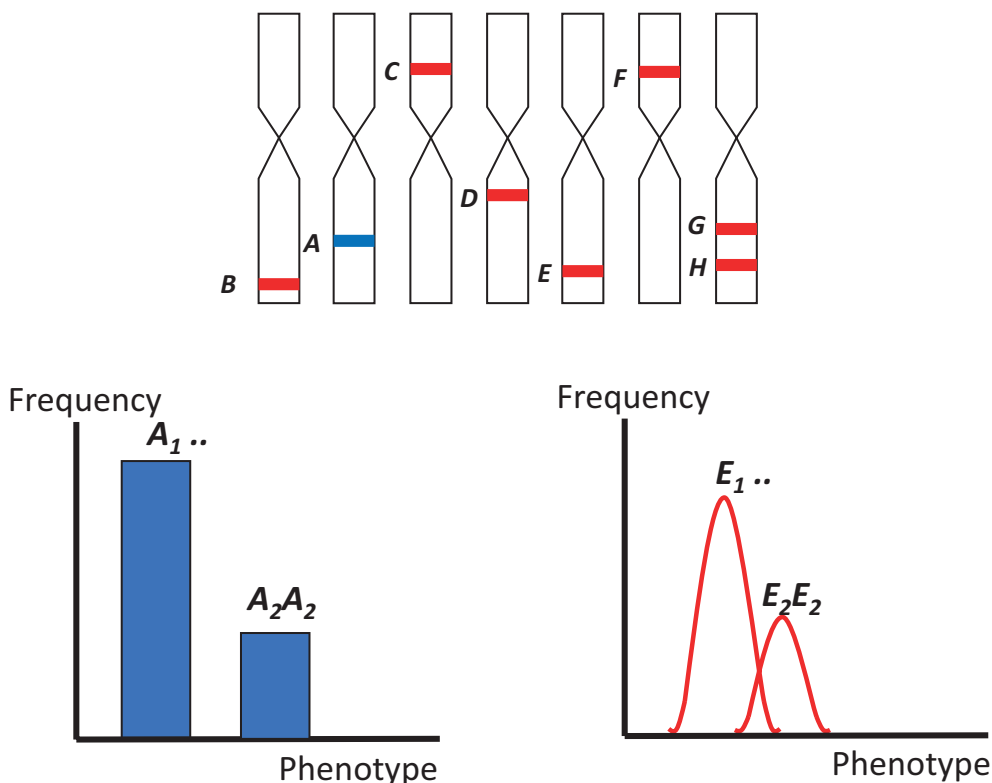 C
F
D
G
A
H
E
B
Frequency
A₁ ..
A₂A₂
Phenotype
Frequency
E₁ ..
E₂E₂
Phenotype